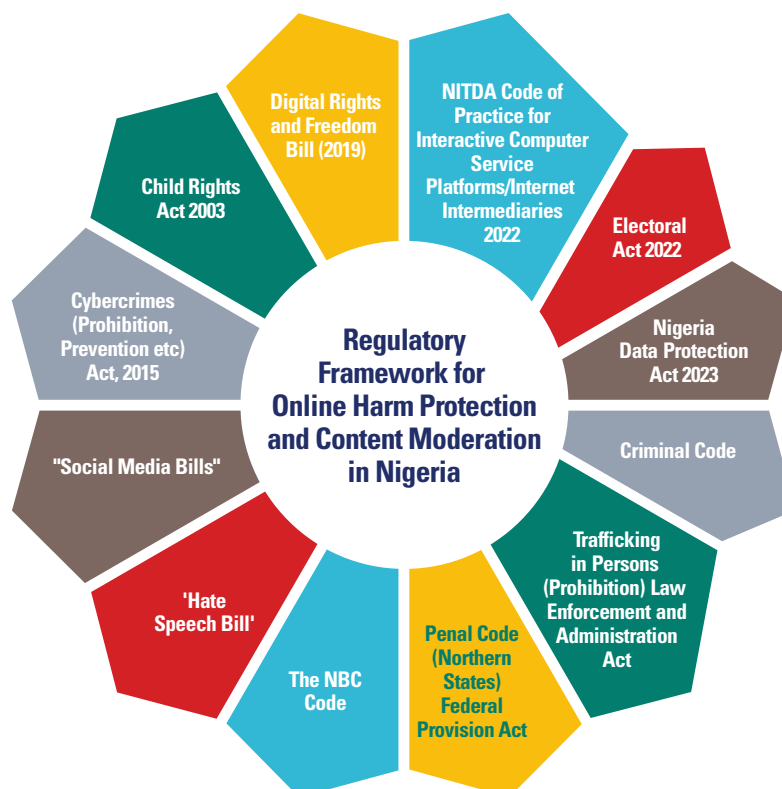 Regulatory
Framework for
Online Harm Protection
and Content Moderation
in Nigeria
NITDA Code of
Practice for
Interactive Computer
Service
Platforms/Internet
Intermediaries
2022
Electoral
Act 2022
Nigeria
Data Protection
Act 2023
Criminal Code
Trafficking
in Persons
(Prohibition) Law
Enforcement and
Administration
Act
Penal Code
(Northern
States)
Federal
Provision Act
The NBC
Code
'Hate
Speech Bill'
"Social Media Bills"
Cybercrimes
(Prohibition,
Prevention etc)
Act, 2015
Child Rights
Act 2003
Digital Rights
and Freedom
Bill (2019)